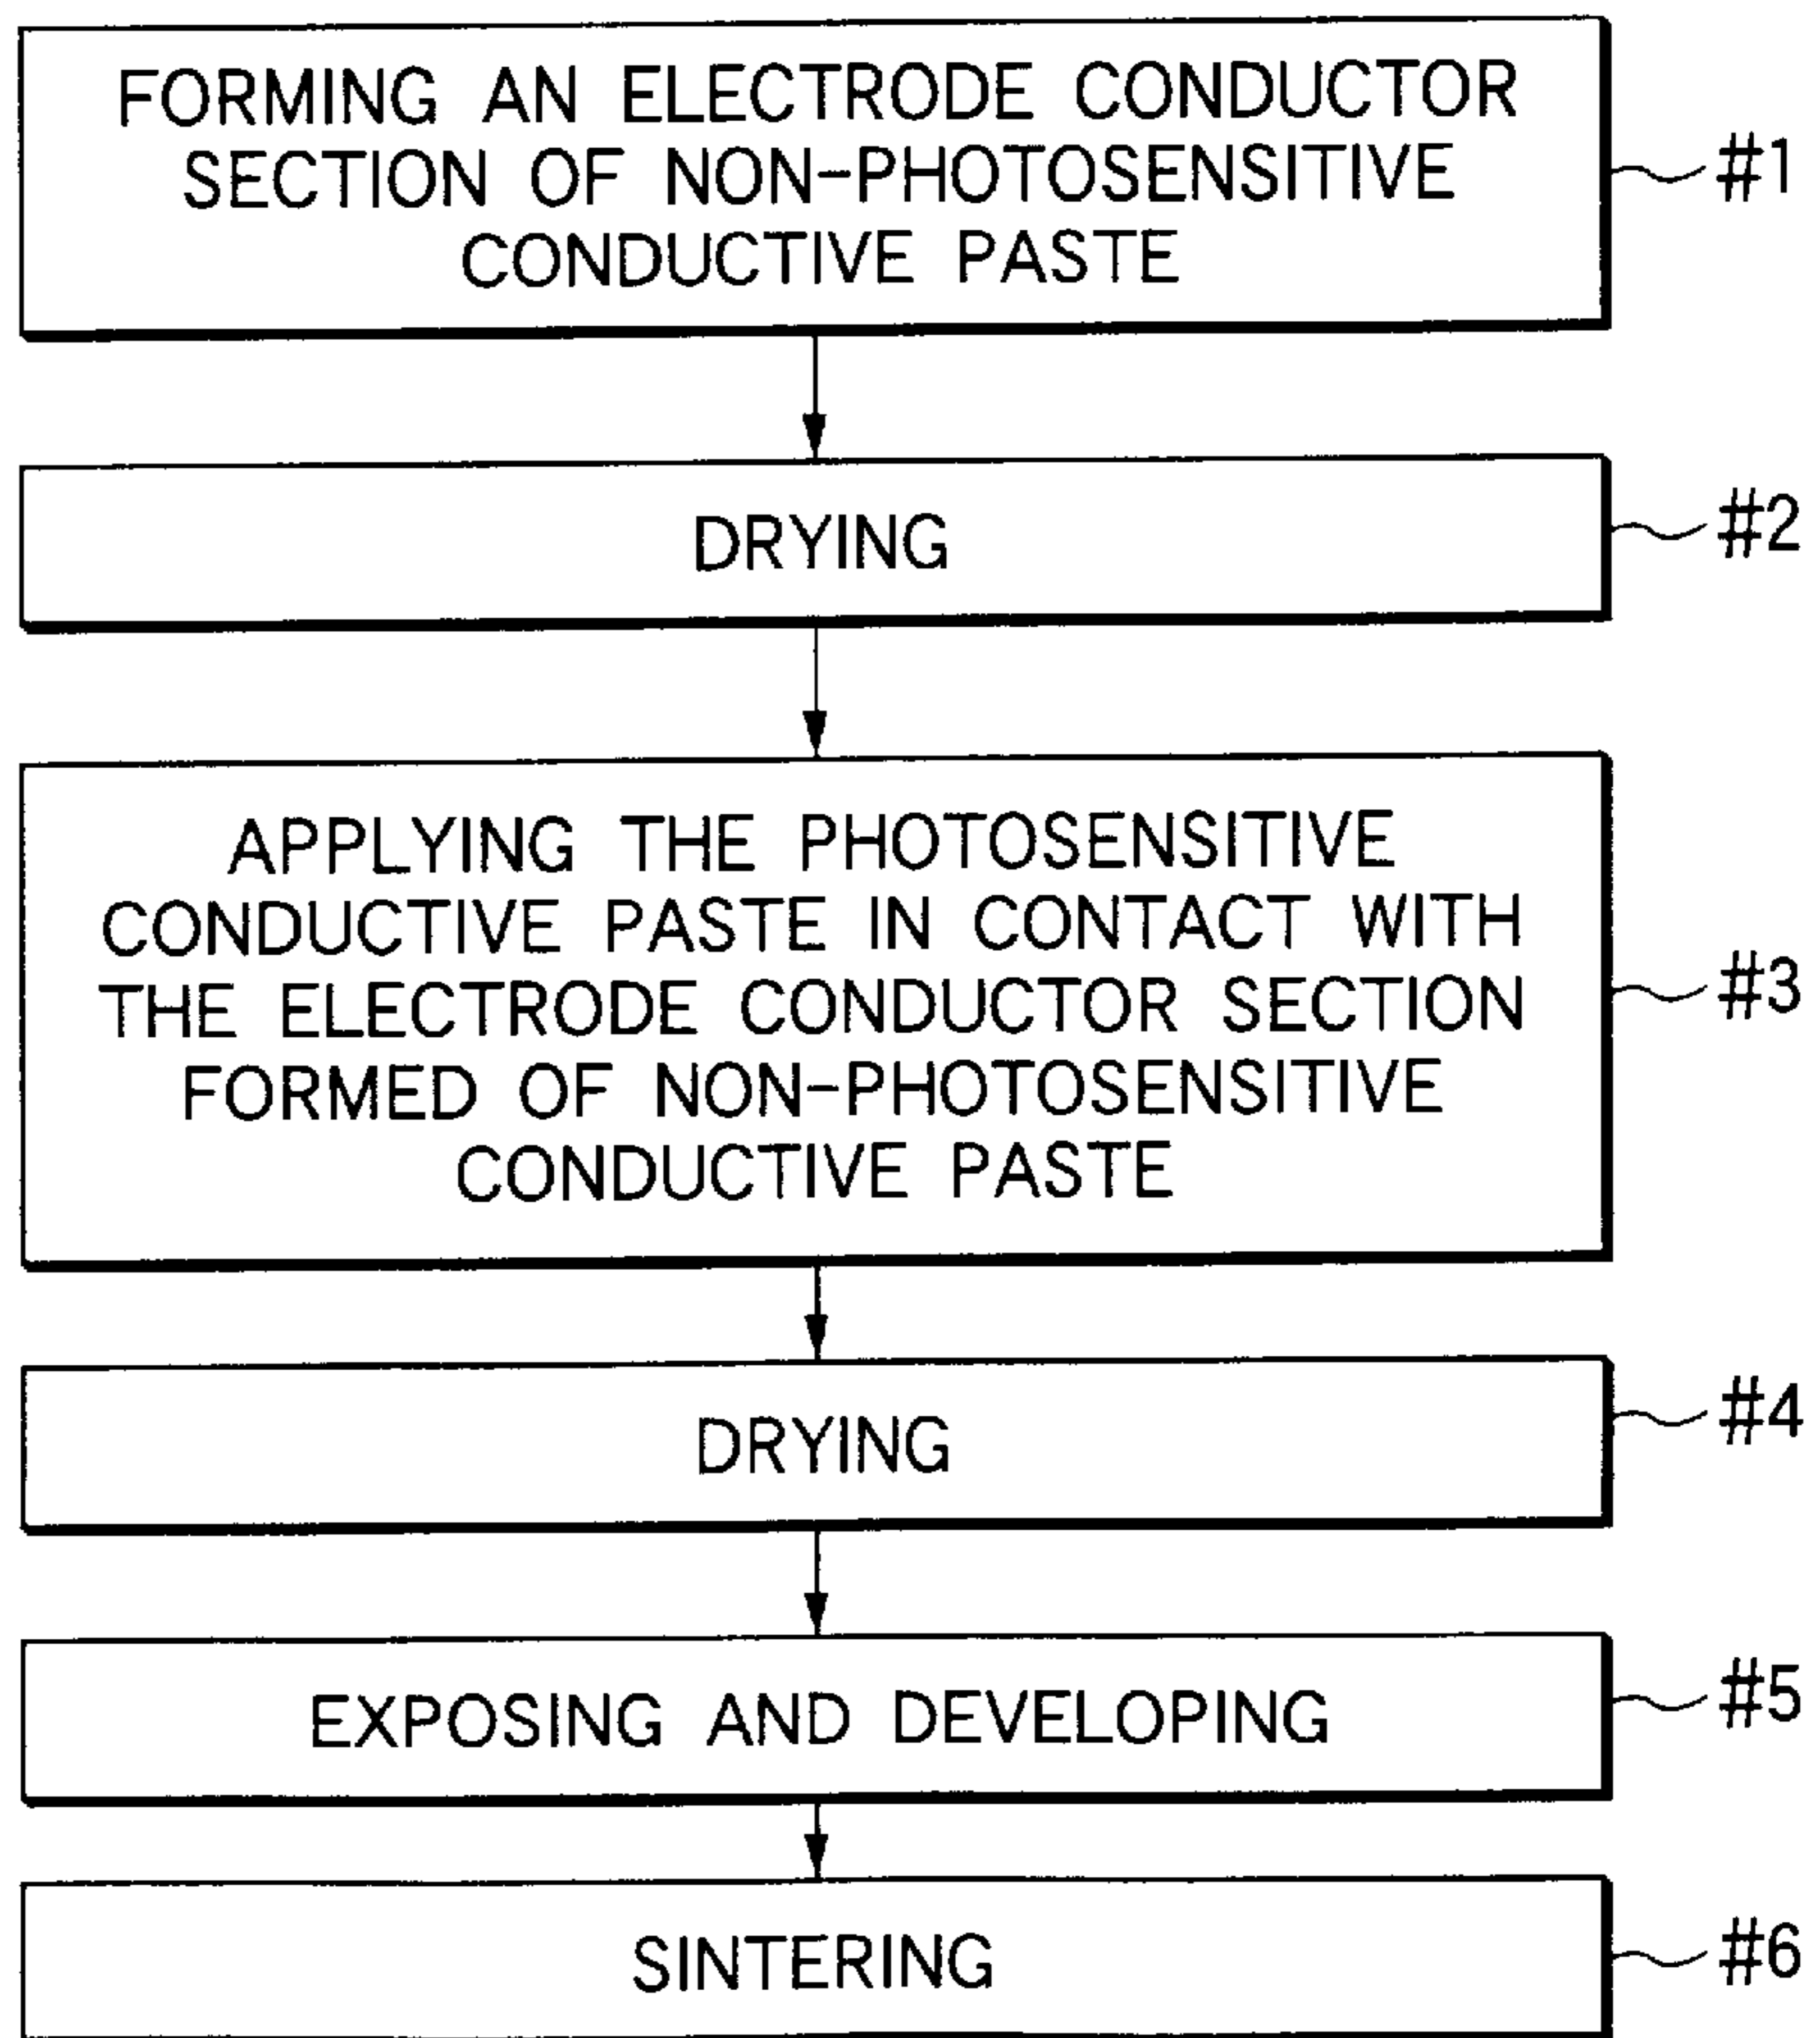 FORMING AN ELECTRODE CONDUCTOR
SECTION OF NON-PHOTOSENSITIVE
CONDUCTIVE PASTE
#1
DRYING
#2
APPLYING THE PHOTOSENSITIVE
CONDUCTIVE PASTE IN CONTACT WITH
THE ELECTRODE CONDUCTOR SECTION
FORMED OF NON-PHOTOSENSITIVE
CONDUCTIVE PASTE
#3
DRYING
#4
EXPOSING AND DEVELOPING
#5
SINTERING
#6